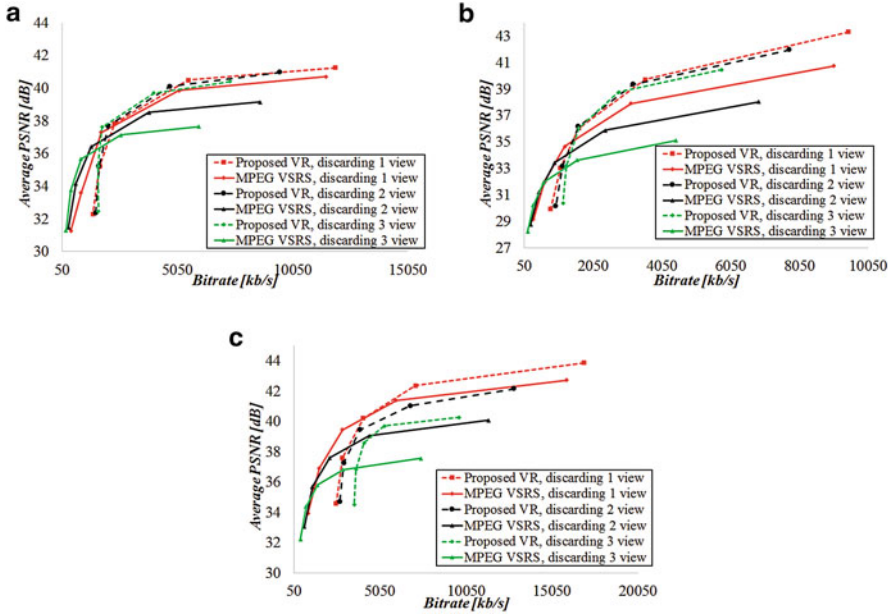 a
44
42
40
38
36
34
32
30
Average PSNR [dB]
50 5050 10050 15050
Bitrate [kb/s]
Proposed VR, discarding 1 view
MPEG VSRS, discarding 1 view
Proposed VR, discarding 2 view
MPEG VSRS, discarding 2 view
Proposed VR, discarding 3 view
MPEG VSRS, discarding 3 view
b
43
41
39
37
35
33
31
29
27
Average PSNR [dB]
50 2050 4050 6050 8050 10050
Bitrate [kb/s]
Proposed VR, discarding 1 view
MPEG VSRS, discarding 1 view
Proposed VR, discarding 2 view
MPEG VSRS, discarding 2 view
Proposed VR, discarding 3 view
MPEG VSRS, discarding 3 view
c
44
42
40
38
36
34
32
30
Average PSNR [dB]
50 5050 10050 15050 20050
Bitrate [kb/s]
Proposed VR, discarding 1 view
MPEG VSRS, discarding 1 view
Proposed VR, discarding 2 view
MPEG VSRS, discarding 2 view
Proposed VR, discarding 3 view
MPEG VSRS, discarding 3 view